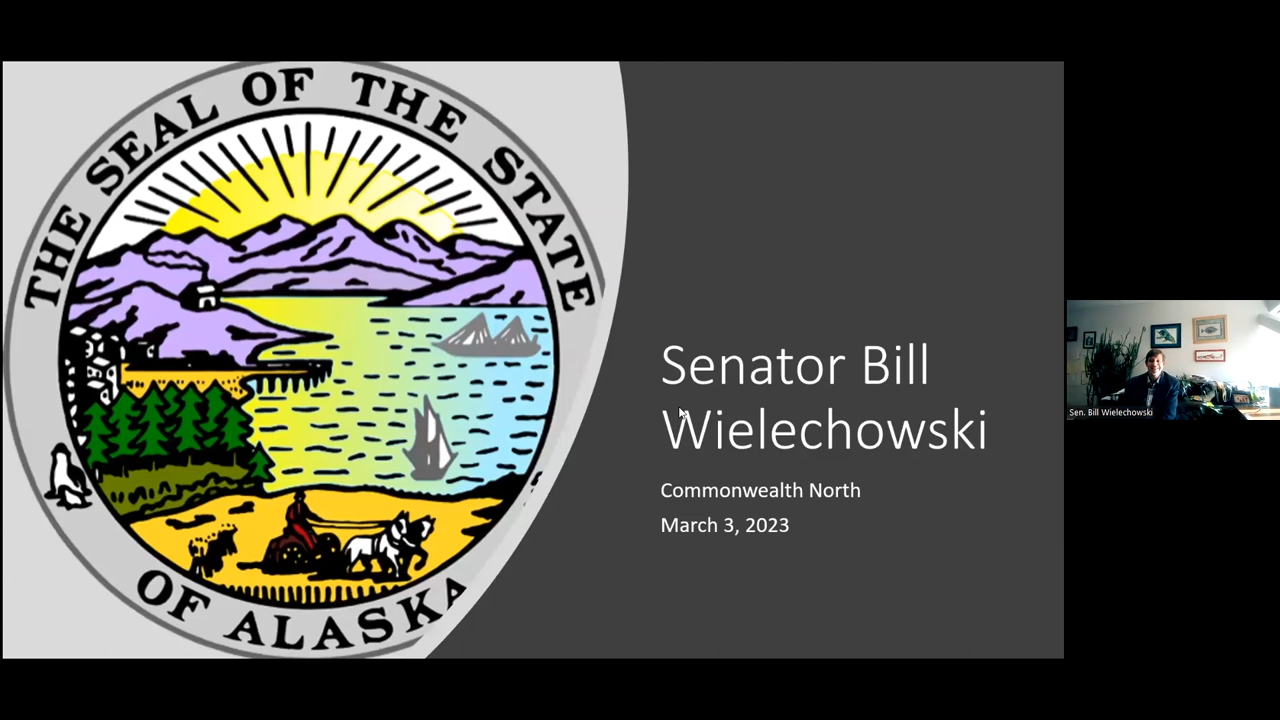 THE SEAL OF THE STATE
OF ALASKA
Senator Bill
Wielechowski
Commonwealth North
March 3, 2023
Sen. Bill Wielechowski